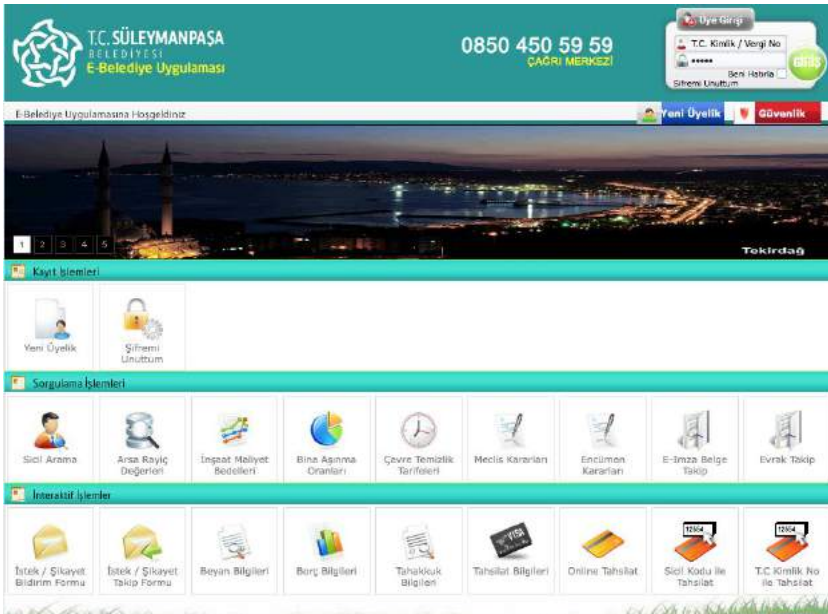 T.C. SÜLEYMANPAŞA
BELEDİYESİ
E-Belediye Uygulaması
0850 450 59 59
ÇAĞRI MERKEZİ
Üye Girişi
T.C. Kimlik / Vergi No
•••••
Beni Hatırla
Şifremi Unuttum
Giriş
E-Belediye Uygulamasına Hoşgeldiniz
Yeni Üyelik
Güvenlik
1 2 3 4 5
Tekirdağ
Kayıt İşlemleri
Yeni Üyelik
Şifremi
Unuttum
Sorgulama İşlemleri
Sicil Arama
Arsa Rayiç
Değerleri
İnşaat Maliyet
Bedelleri
Bina Aşınma
Oranları
Çevre Temizlik
Tarifeleri
Meclis Kararları
Encümen
Kararları
E-İmza Belge
Takip
Evrak Takip
İnteraktif İşlemler
İstek / Şikayet
Bildirim Formu
İstek / Şikayet
Takip Formu
Beyan Bilgileri
Borç Bilgileri
Tahakkuk
Bilgileri
VISA
Tahsilat Bilgileri
Online Tahsilat
12554
Sicil Kodu ile
Tahsilat
12554
T.C Kimlik No
ile Tahsilat